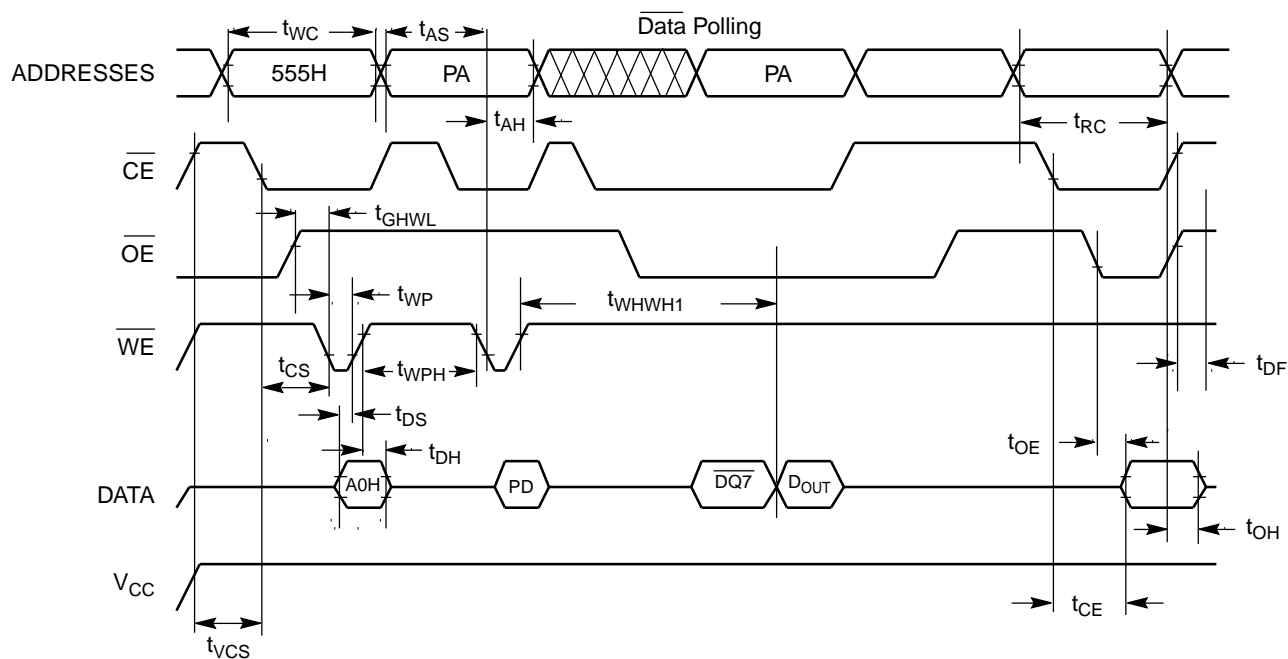 Data Polling
tWC
tAS
ADDRESSES
555H
PA
PA
tAH
tRC
CE
tGHWL
OE
tWP
tWHWH1
WE
tCS
tWPH
tDF
tDS
tOE
tDH
DATA
A0H
PD
DQ7
DOUT
tOH
VCC
tCE
tVCS